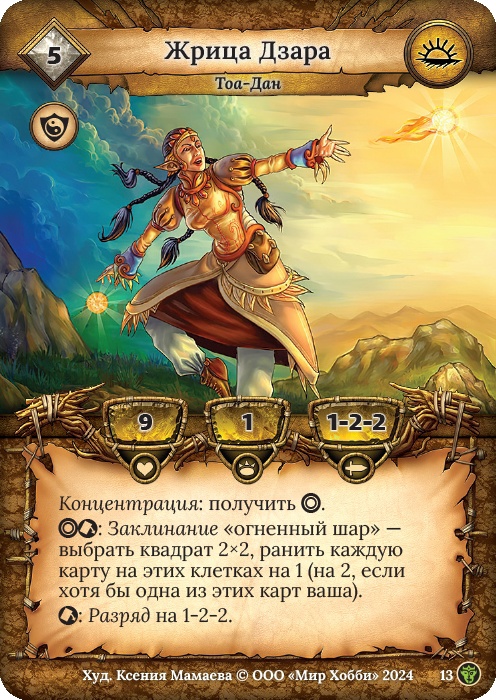 5
Жрица Дзара
Тоа-Дан
9
1
1-2-2
Концентрация: получить .
: Заклинание «огненный шар» —
выбрать квадрат 2×2, ранить каждую
карту на этих клетках на 1 (на 2, если
хотя бы одна из этих карт ваша).
: Разряд на 1-2-2.
Худ. Ксения Мамаева © ООО «Мир Хобби» 2024
13